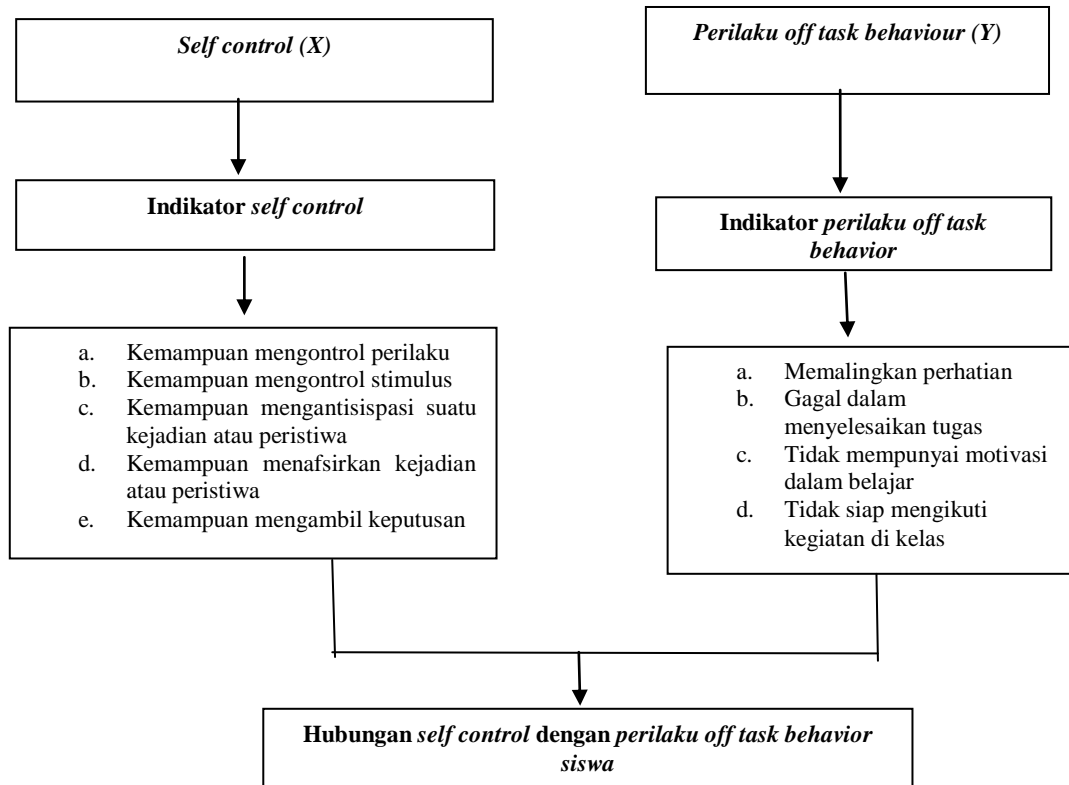 Self control (X)
Perilaku off task behaviour (Y)
Indikator self control
Indikator perilaku off task
behavior
a. Kemampuan mengontrol perilaku
b. Kemampuan mengontrol stimulus
c. Kemampuan mengantisispasi suatu
kejadian atau peristiwa
d. Kemampuan menafsirkan kejadian
atau peristiwa
e. Kemampuan mengambil keputusan
a. Memalingkan perhatian
b. Gagal dalam
menyelesaikan tugas
c. Tidak mempunyai motivasi
dalam belajar
d. Tidak siap mengikuti
kegiatan di kelas
Hubungan self control dengan perilaku off task behavior
siswa